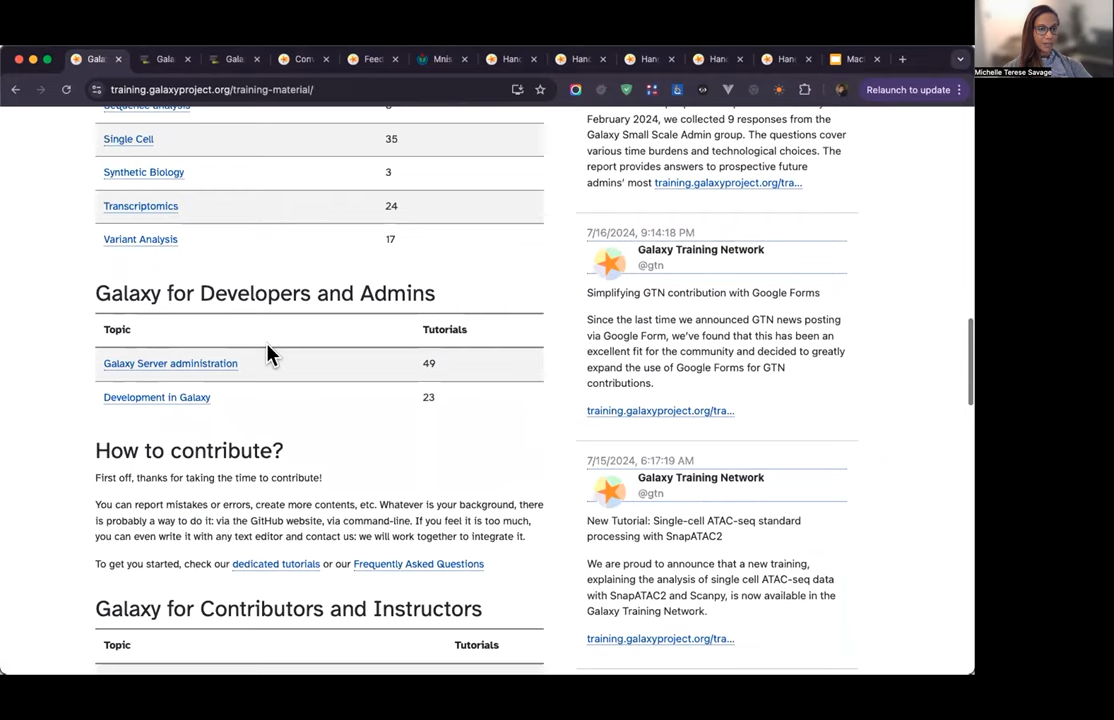 Gala
Gala
Gala
Con
Feed
Mnis
Hand
Hand
Hand
Hand
Hand
Mach
training.galaxyproject.org/training-material/
Relaunch to update
Michelle Terese Savage
Sequence analysis
Single Cell 35
Synthetic Biology 3
Transcriptomics 24
Variant Analysis 17
Galaxy for Developers and Admins
Topic Tutorials
Galaxy Server administration 49
Development in Galaxy 23
How to contribute?
First off, thanks for taking the time to contribute!
You can report mistakes or errors, create more contents, etc. Whatever is your background, there
is probably a way to do it: via the GitHub website, via command-line. If you feel it is too much,
you can even write it with any text editor and contact us: we will work together to integrate it.
To get you started, check our dedicated tutorials or our Frequently Asked Questions
Galaxy for Contributors and Instructors
Topic Tutorials
February 2024, we collected 9 responses from the
Galaxy Small Scale Admin group. The questions cover
various time burdens and technological choices. The
report provides answers to prospective future
admins' most training.galaxyproject.org/tra...
7/16/2024, 9:14:18 PM
Galaxy Training Network
@gtn
Simplifying GTN contribution with Google Forms
Since the last time we announced GTN news posting
via Google Form, we've found that this has been an
excellent fit for the community and decided to greatly
expand the use of Google Forms for GTN
contributions.
training.galaxyproject.org/tra...
7/15/2024, 6:17:19 AM
Galaxy Training Network
@gtn
New Tutorial: Single-cell ATAC-seq standard
processing with SnapATAC2
We are proud to announce that a new training,
explaining the analysis of single cell ATAC-seq data
with SnapATAC2 and Scanpy, is now available in the
Galaxy Training Network.
training.galaxyproject.org/tra...